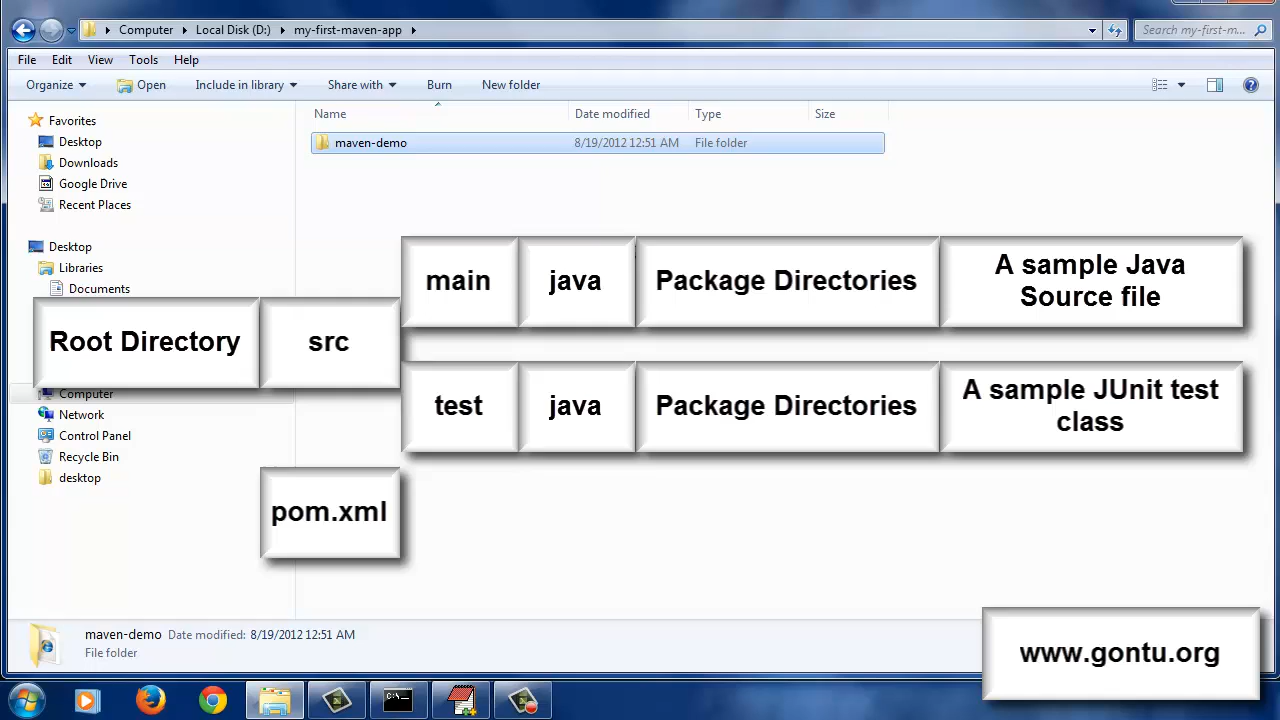 Computer Local Disk (D:) my-first-maven-app
Search my-first-m...
File Edit View Tools Help
Organize Open Include in library Share with Burn New folder
Name Date modified Type Size
maven-demo 8/19/2012 12:51 AM File folder
Favorites
Desktop
Downloads
Google Drive
Recent Places
Desktop
Libraries
Documents
Computer
Network
Control Panel
Recycle Bin
desktop
Root Directory
src
main
java
Package Directories
A sample Java
Source file
test
java
Package Directories
A sample JUnit test
class
pom.xml
maven-demo Date modified: 8/19/2012 12:51 AM
File folder
www.gontu.org